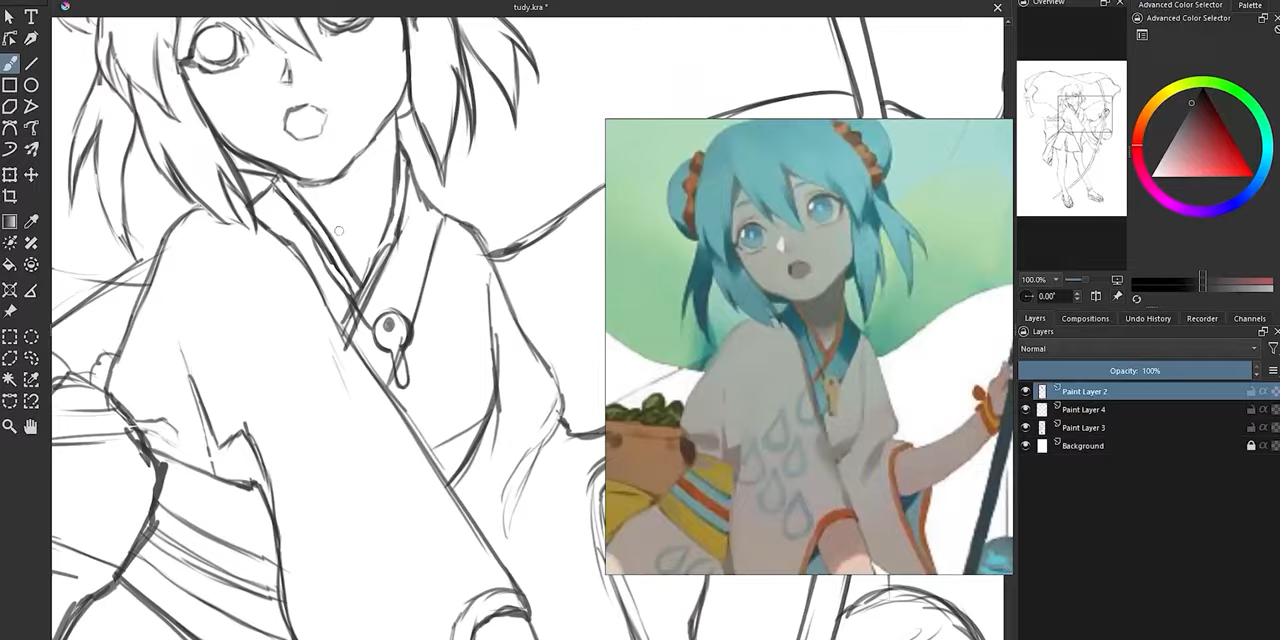 tudy.kra *
Overview
100.0%
0.00°
Advanced Color Selector
Palette
Advanced Color Selector
Layers
Compositions
Undo History
Recorder
Channels
Layers
Normal
Opacity: 100%
Paint Layer 2
Paint Layer 4
Paint Layer 3
Background